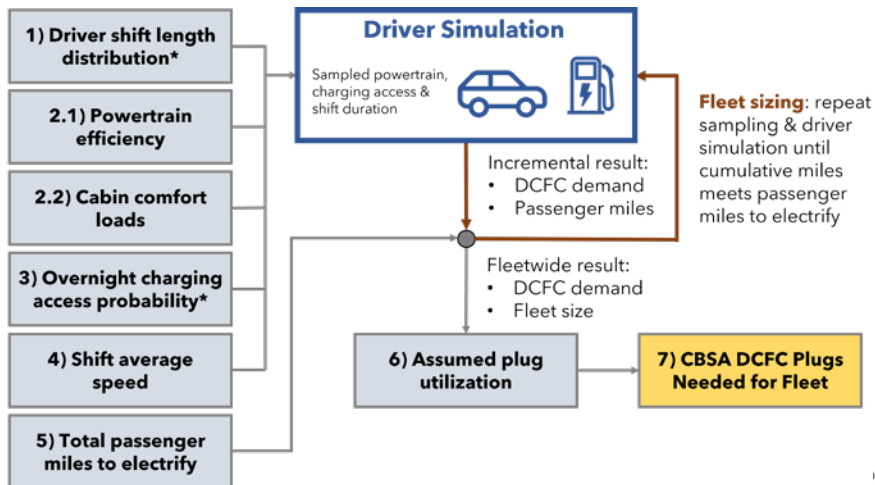 1) Driver shift length
distribution*
2.1) Powertrain
efficiency
2.2) Cabin comfort
loads
3) Overnight charging
access probability*
4) Shift average
speed
5) Total passenger
miles to electrify
Driver Simulation
Sampled powertrain,
charging access &
shift duration
Incremental result:
• DCFC demand
• Passenger miles
Fleet sizing: repeat
sampling & driver
simulation until
cumulative miles
meets passenger
miles to electrify
Fleetwide result:
• DCFC demand
• Fleet size
6) Assumed plug
utilization
7) CBSA DCFC Plugs
Needed for Fleet